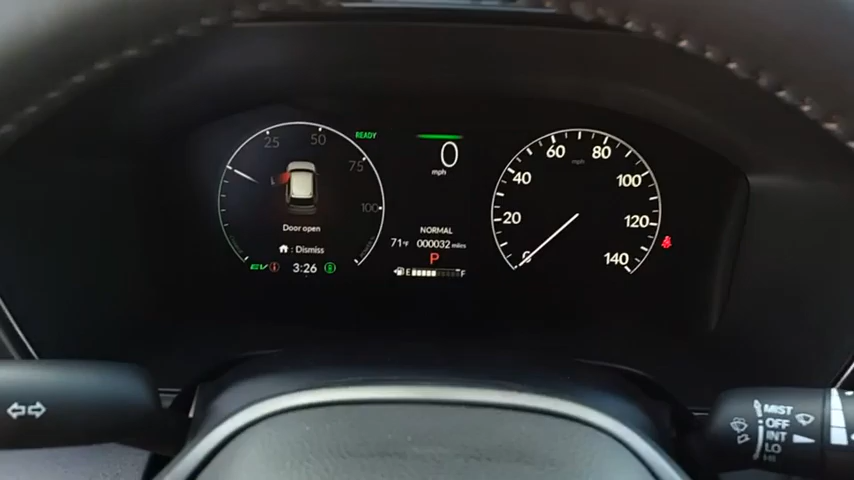 25
50
75
100
READY
Door open
: Dismiss
EV
3:26
0
mph
NORMAL
71°F
000032 miles
P
E
F
0
20
40
60
80
100
120
140
mph
MIST
OFF
INT
LO
HI